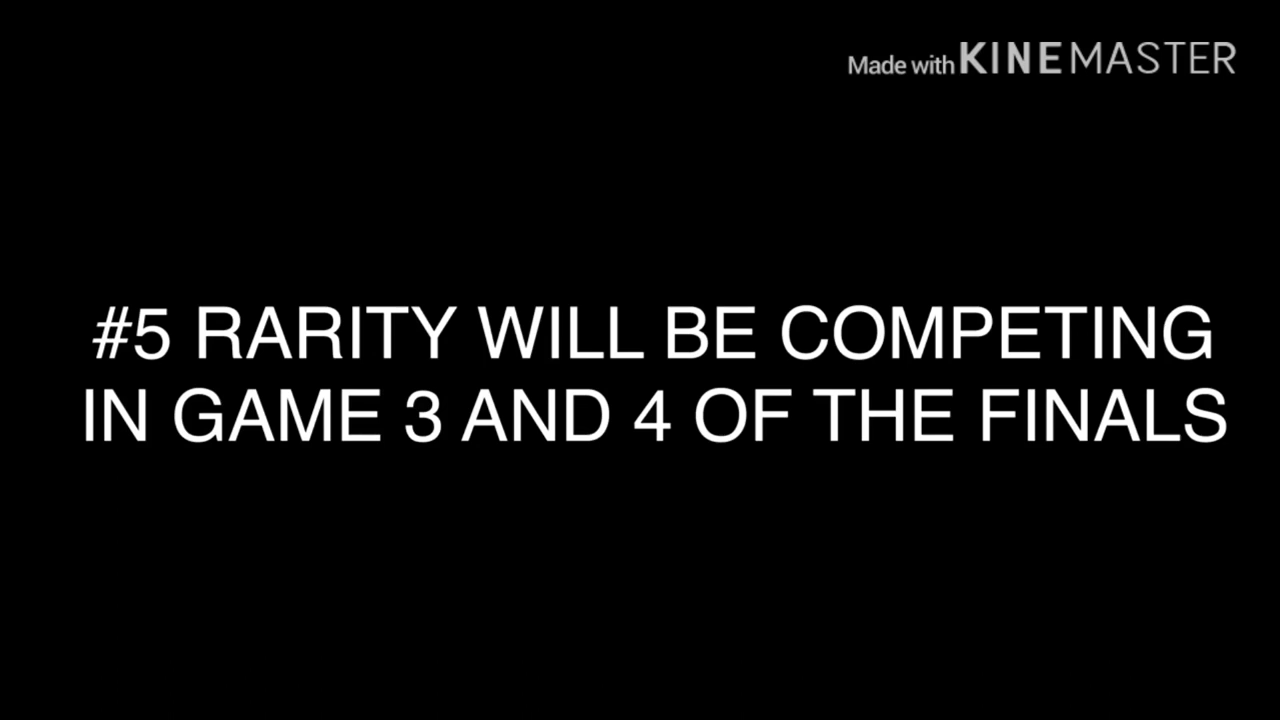 Made with KINEMASTER
#5 RARITY WILL BE COMPETING
IN GAME 3 AND 4 OF THE FINALS